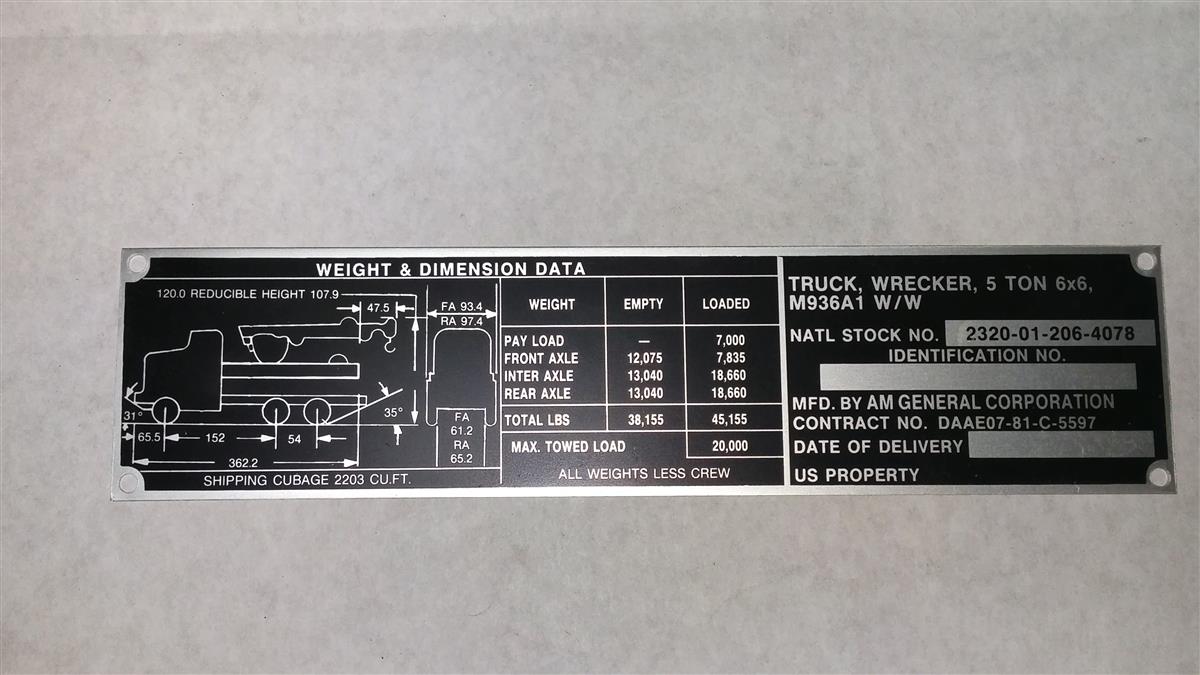 WEIGHT & DIMENSION DATA
120.0 REDUCIBLE HEIGHT 107.9
47.5
31°
35°
65.5
152
54
362.2
SHIPPING CUBAGE 2203 CU.FT.
FA 93.4
RA 97.4
FA
61.2
RA
65.2
WEIGHT EMPTY LOADED
PAY LOAD — 7,000
FRONT AXLE 12,075 7,835
INTER AXLE 13,040 18,660
REAR AXLE 13,040 18,660
TOTAL LBS 38,155 45,155
MAX. TOWED LOAD 20,000
ALL WEIGHTS LESS CREW
TRUCK, WRECKER, 5 TON 6x6,
M936A1 W/W
NATL STOCK NO. 2320-01-206-4078
IDENTIFICATION NO.
MFD. BY AM GENERAL CORPORATION
CONTRACT NO. DAAE07-81-C-5597
DATE OF DELIVERY
US PROPERTY